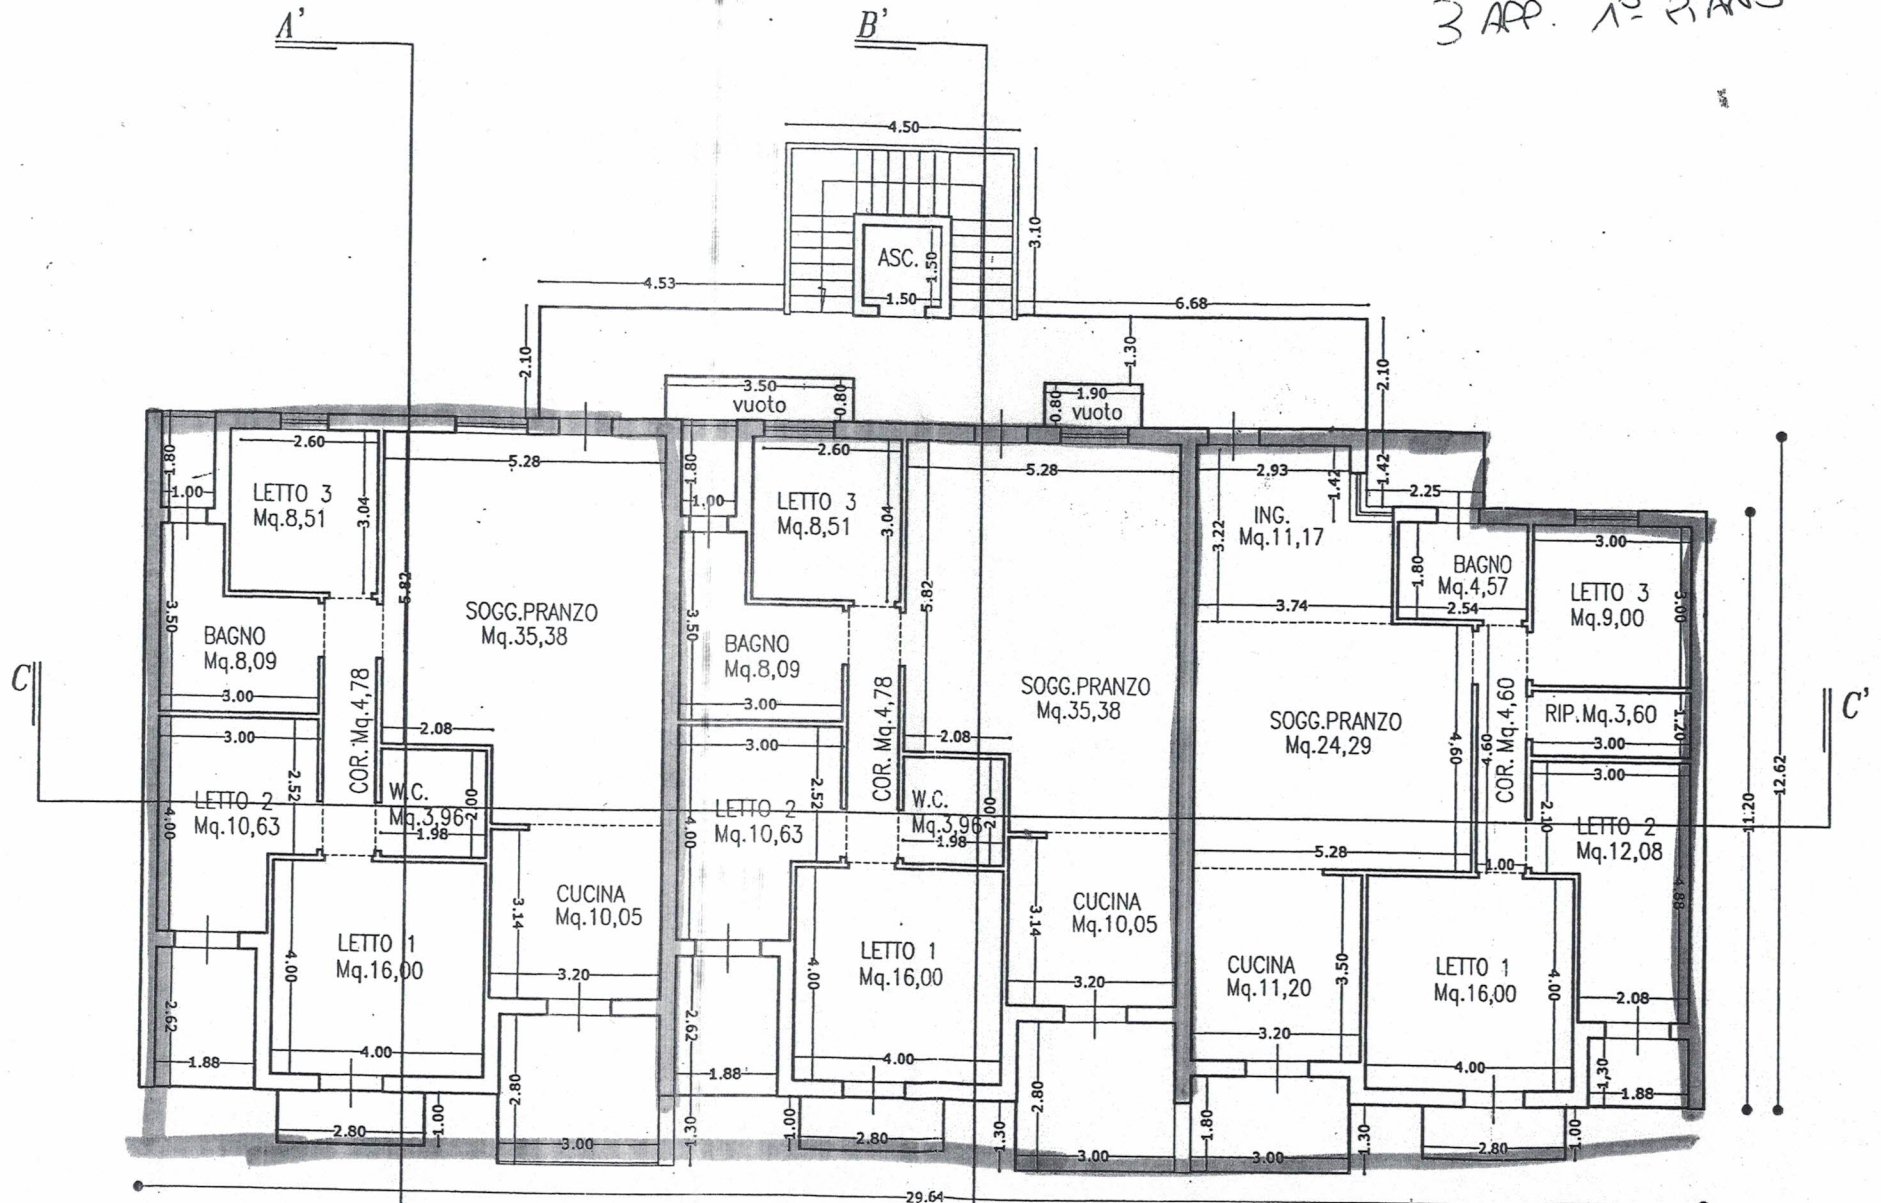 3 APP. 1º PIANO
A'
B'
4.50
3.10
ASC.
1.50
1.50
4.53
6.68
2.10
1.30
2.10
3.50
vuoto
0.80
0.80
1.90
vuoto
1.80
1.00
2.60
LETTO 3
Mq.8,51
3.04
5.28
5.82
SOGG.PRANZO
Mq.35,38
3.50
BAGNO
Mq.8,09
3.00
COR. Mq.4,78
2.08
3.00
2.52
LETTO 2
Mq.10,63
4.00
W.C.
Mq.3,96
2.00
1.98
LETTO 1
Mq.16,00
4.00
4.00
CUCINA
Mq.10,05
3.14
3.20
2.62
1.88
2.80
2.80
1.00
3.00
1.80
1.00
2.60
LETTO 3
Mq.8,51
3.04
5.28
5.82
SOGG.PRANZO
Mq.35,38
3.50
BAGNO
Mq.8,09
3.00
COR. Mq.4,78
2.08
3.00
2.52
LETTO 2
Mq.10,63
4.00
W.C.
Mq.3,96
2.00
1.98
LETTO 1
Mq.16,00
4.00
4.00
CUCINA
Mq.10,05
3.14
3.20
2.62
1.88
1.30
1.00
2.80
1.30
2.80
3.00
2.93
1.42
1.42
2.25
ING.
Mq.11,17
3.22
3.74
BAGNO
Mq.4,57
1.80
2.54
3.00
LETTO 3
Mq.9,00
3.00
SOGG.PRANZO
Mq.24,29
4.60
4.60
COR. Mq.4,60
RIP.Mq.3,60
1.20
3.00
3.00
2.10
LETTO 2
Mq.12,08
4.88
5.28
1.00
CUCINA
Mq.11,20
3.50
3.20
LETTO 1
Mq.16,00
4.00
4.00
2.08
1.30
1.88
1.80
3.00
1.30
2.80
1.00
11.20
12.62
C
C'
29.64